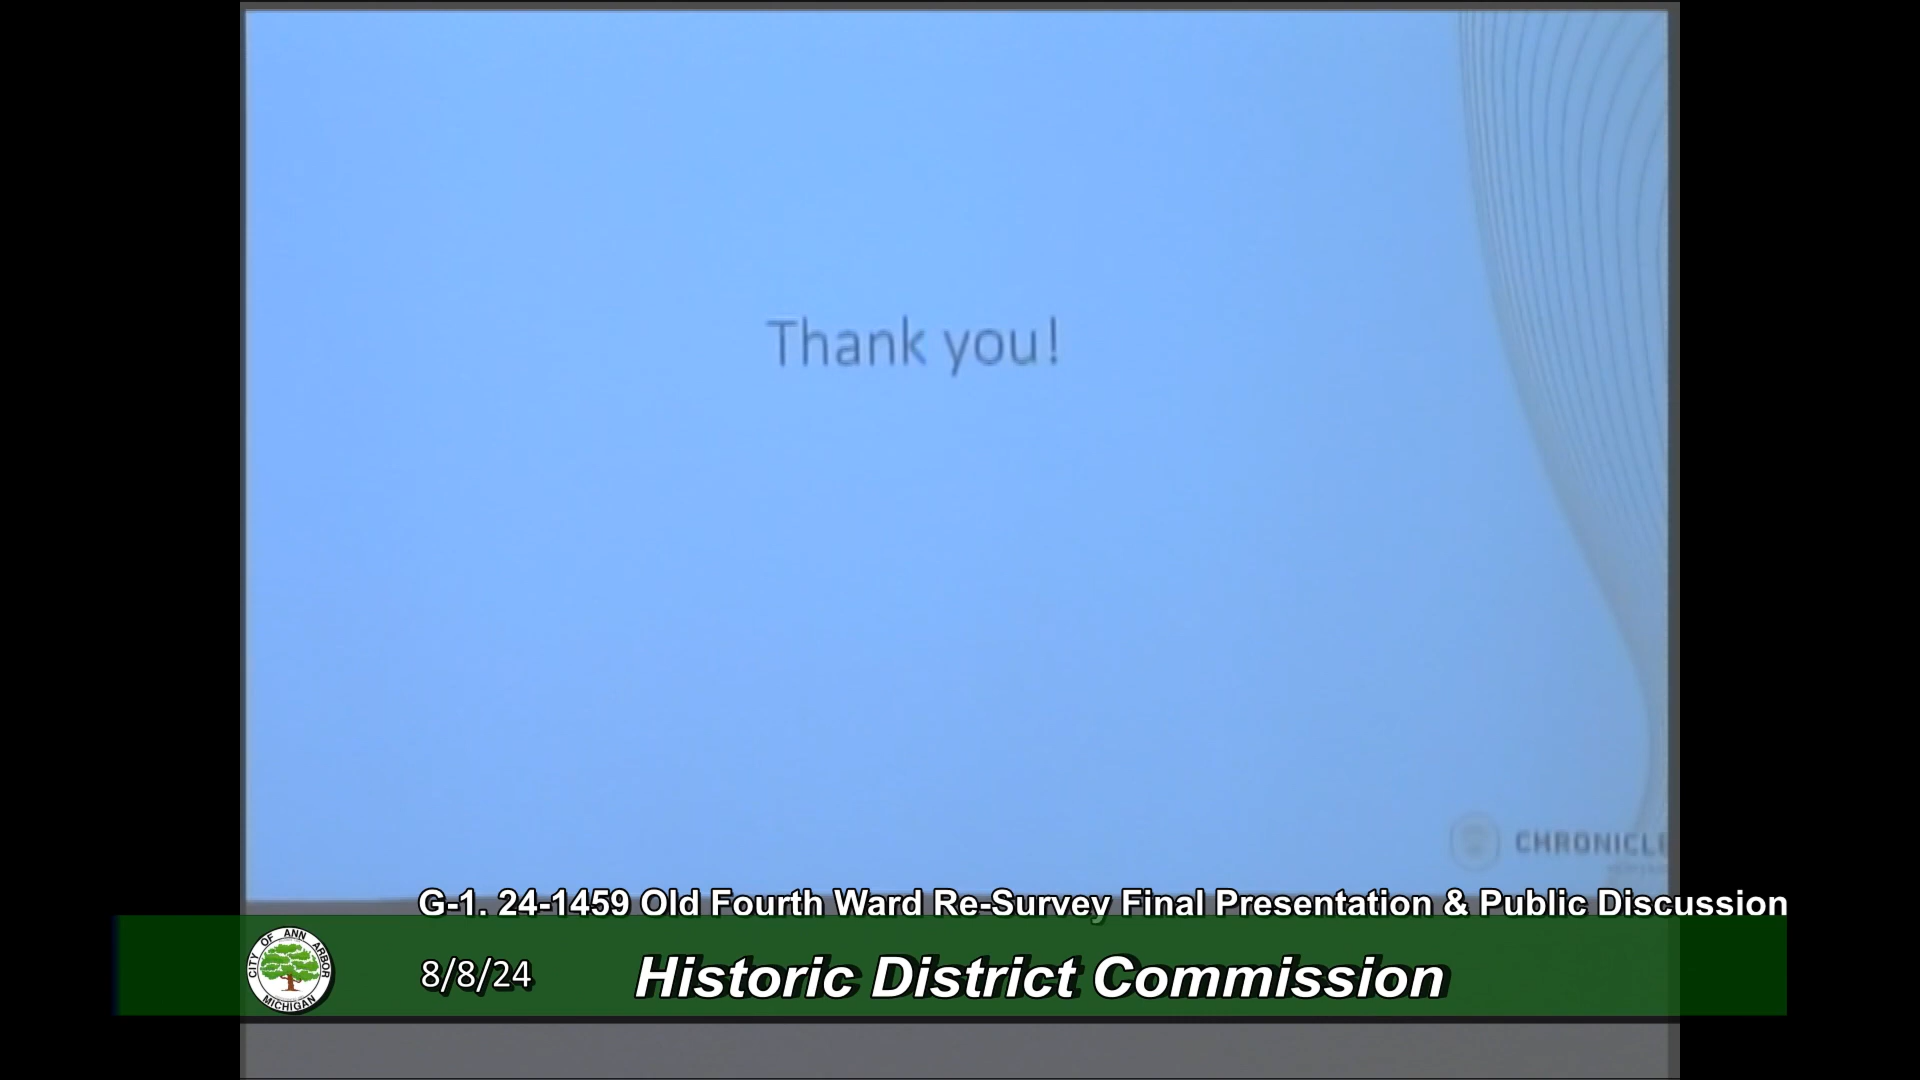 Thank you!
CHRONICLE
G-1. 24-1459 Old Fourth Ward Re-Survey Final Presentation & Public Discussion
CITY OF ANN ARBOR
MICHIGAN
8/8/24
Historic District Commission